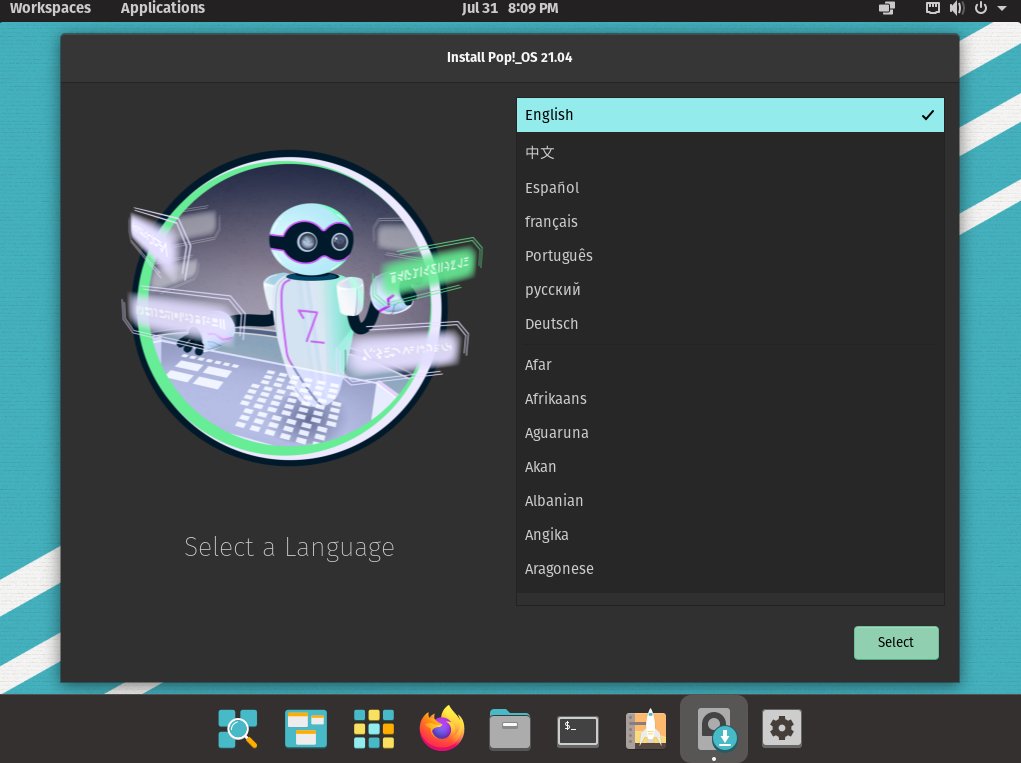 Workspaces Applications Jul 31 8:09 PM
Install Pop!_OS 21.04
English
中文
Español
français
Português
русский
Deutsch
Afar
Afrikaans
Aguaruna
Akan
Albanian
Angika
Aragonese
Select a Language
Select
$_